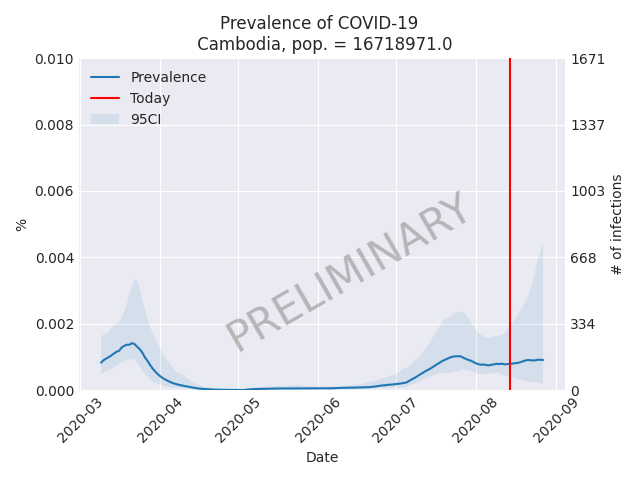 Prevalence of COVID-19
Cambodia, pop. = 16718971.0
0.010
0.008
0.006
0.004
0.002
0.000
%
1671
1337
1003
668
334
0
# of infections
Prevalence
Today
95CI
PRELIMINARY
2020-03
2020-04
2020-05
2020-06
2020-07
2020-08
2020-09
Date